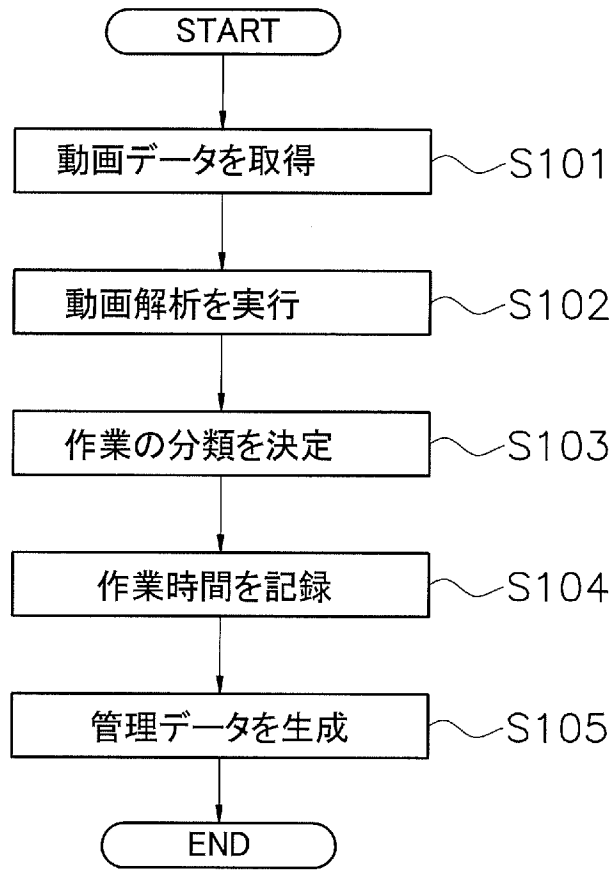 START
動画データを取得
S101
動画解析を実行
S102
作業の分類を決定
S103
作業時間を記録
S104
管理データを生成
S105
END